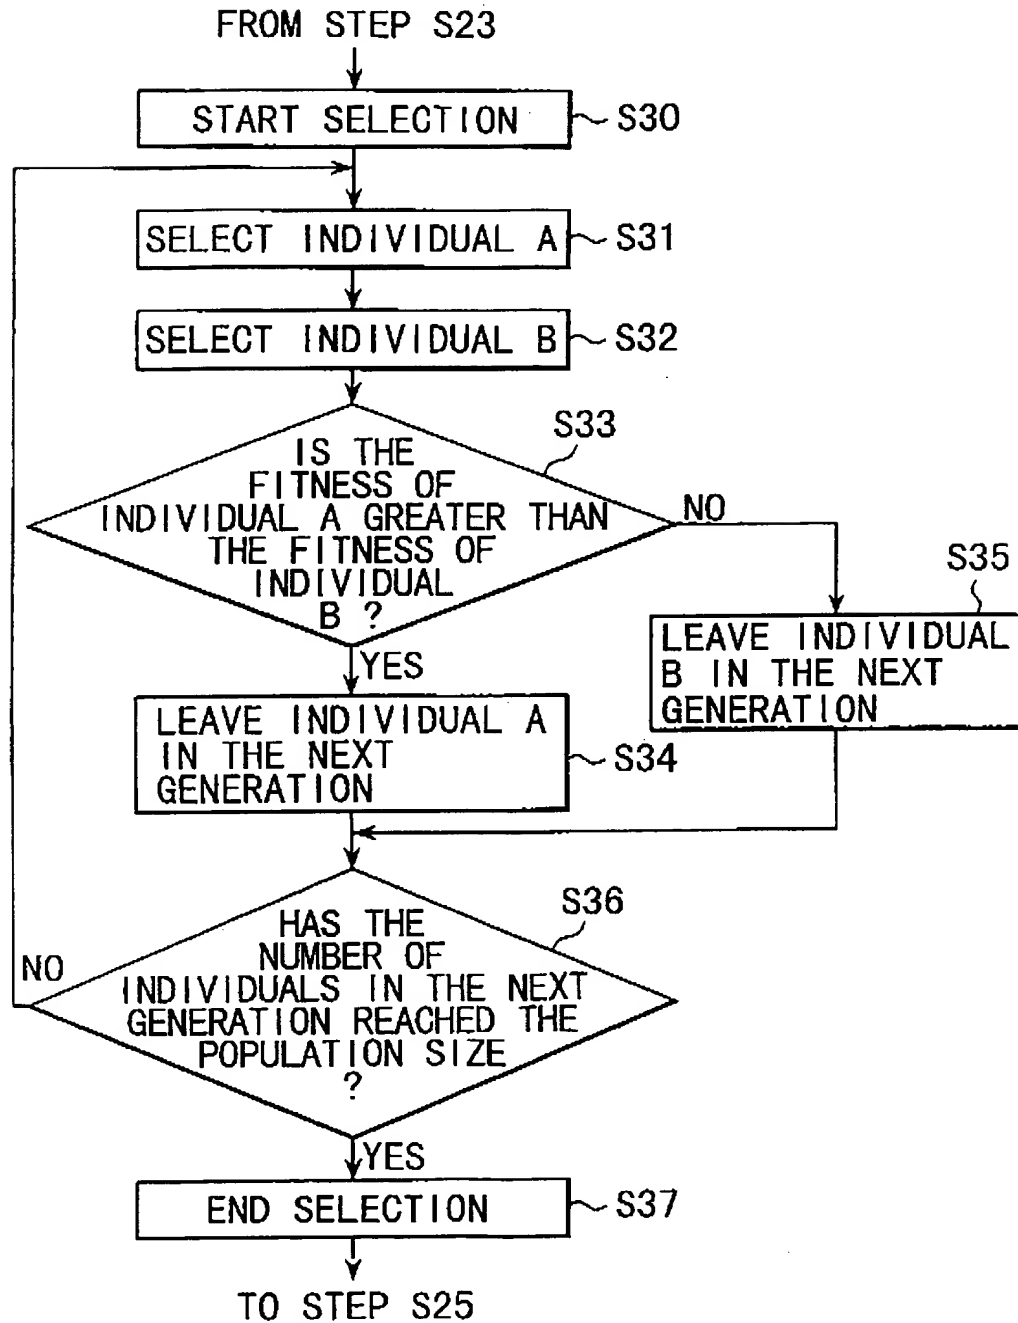 FROM STEP S23
START SELECTION
S30
SELECT INDIVIDUAL A
S31
SELECT INDIVIDUAL B
S32
S33
IS THE
FITNESS OF
INDIVIDUAL A GREATER THAN
THE FITNESS OF
INDIVIDUAL
B ?
NO
YES
S35
LEAVE INDIVIDUAL
B IN THE NEXT
GENERATION
LEAVE INDIVIDUAL A
IN THE NEXT
GENERATION
S34
S36
HAS THE
NUMBER OF
INDIVIDUALS IN THE NEXT
GENERATION REACHED THE
POPULATION SIZE
?
NO
YES
END SELECTION
S37
TO STEP S25